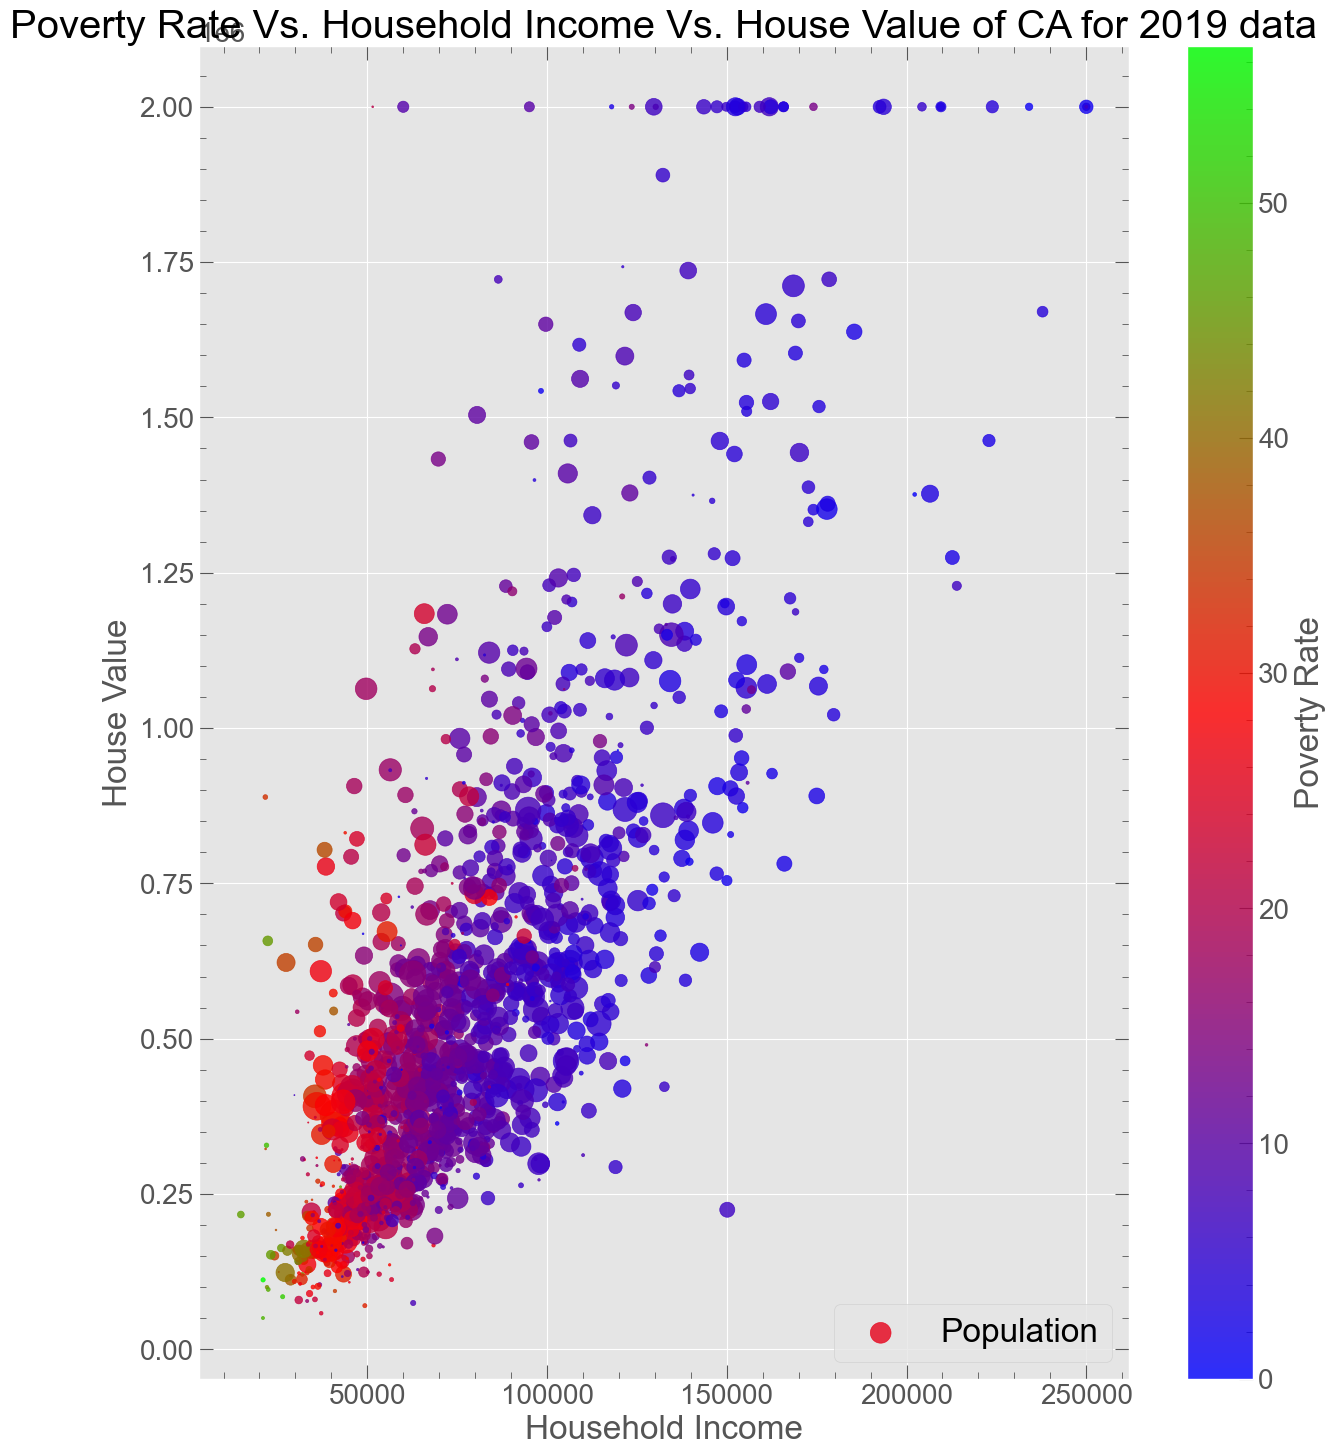 Poverty Rate Vs. Household Income Vs. House Value of CA for 2019 data
1e6
2.00
1.75
1.50
1.25
1.00
0.75
0.50
0.25
0.00
House Value
50000 100000 150000 200000 250000
Household Income
Population
50
40
30
20
10
0
Poverty Rate